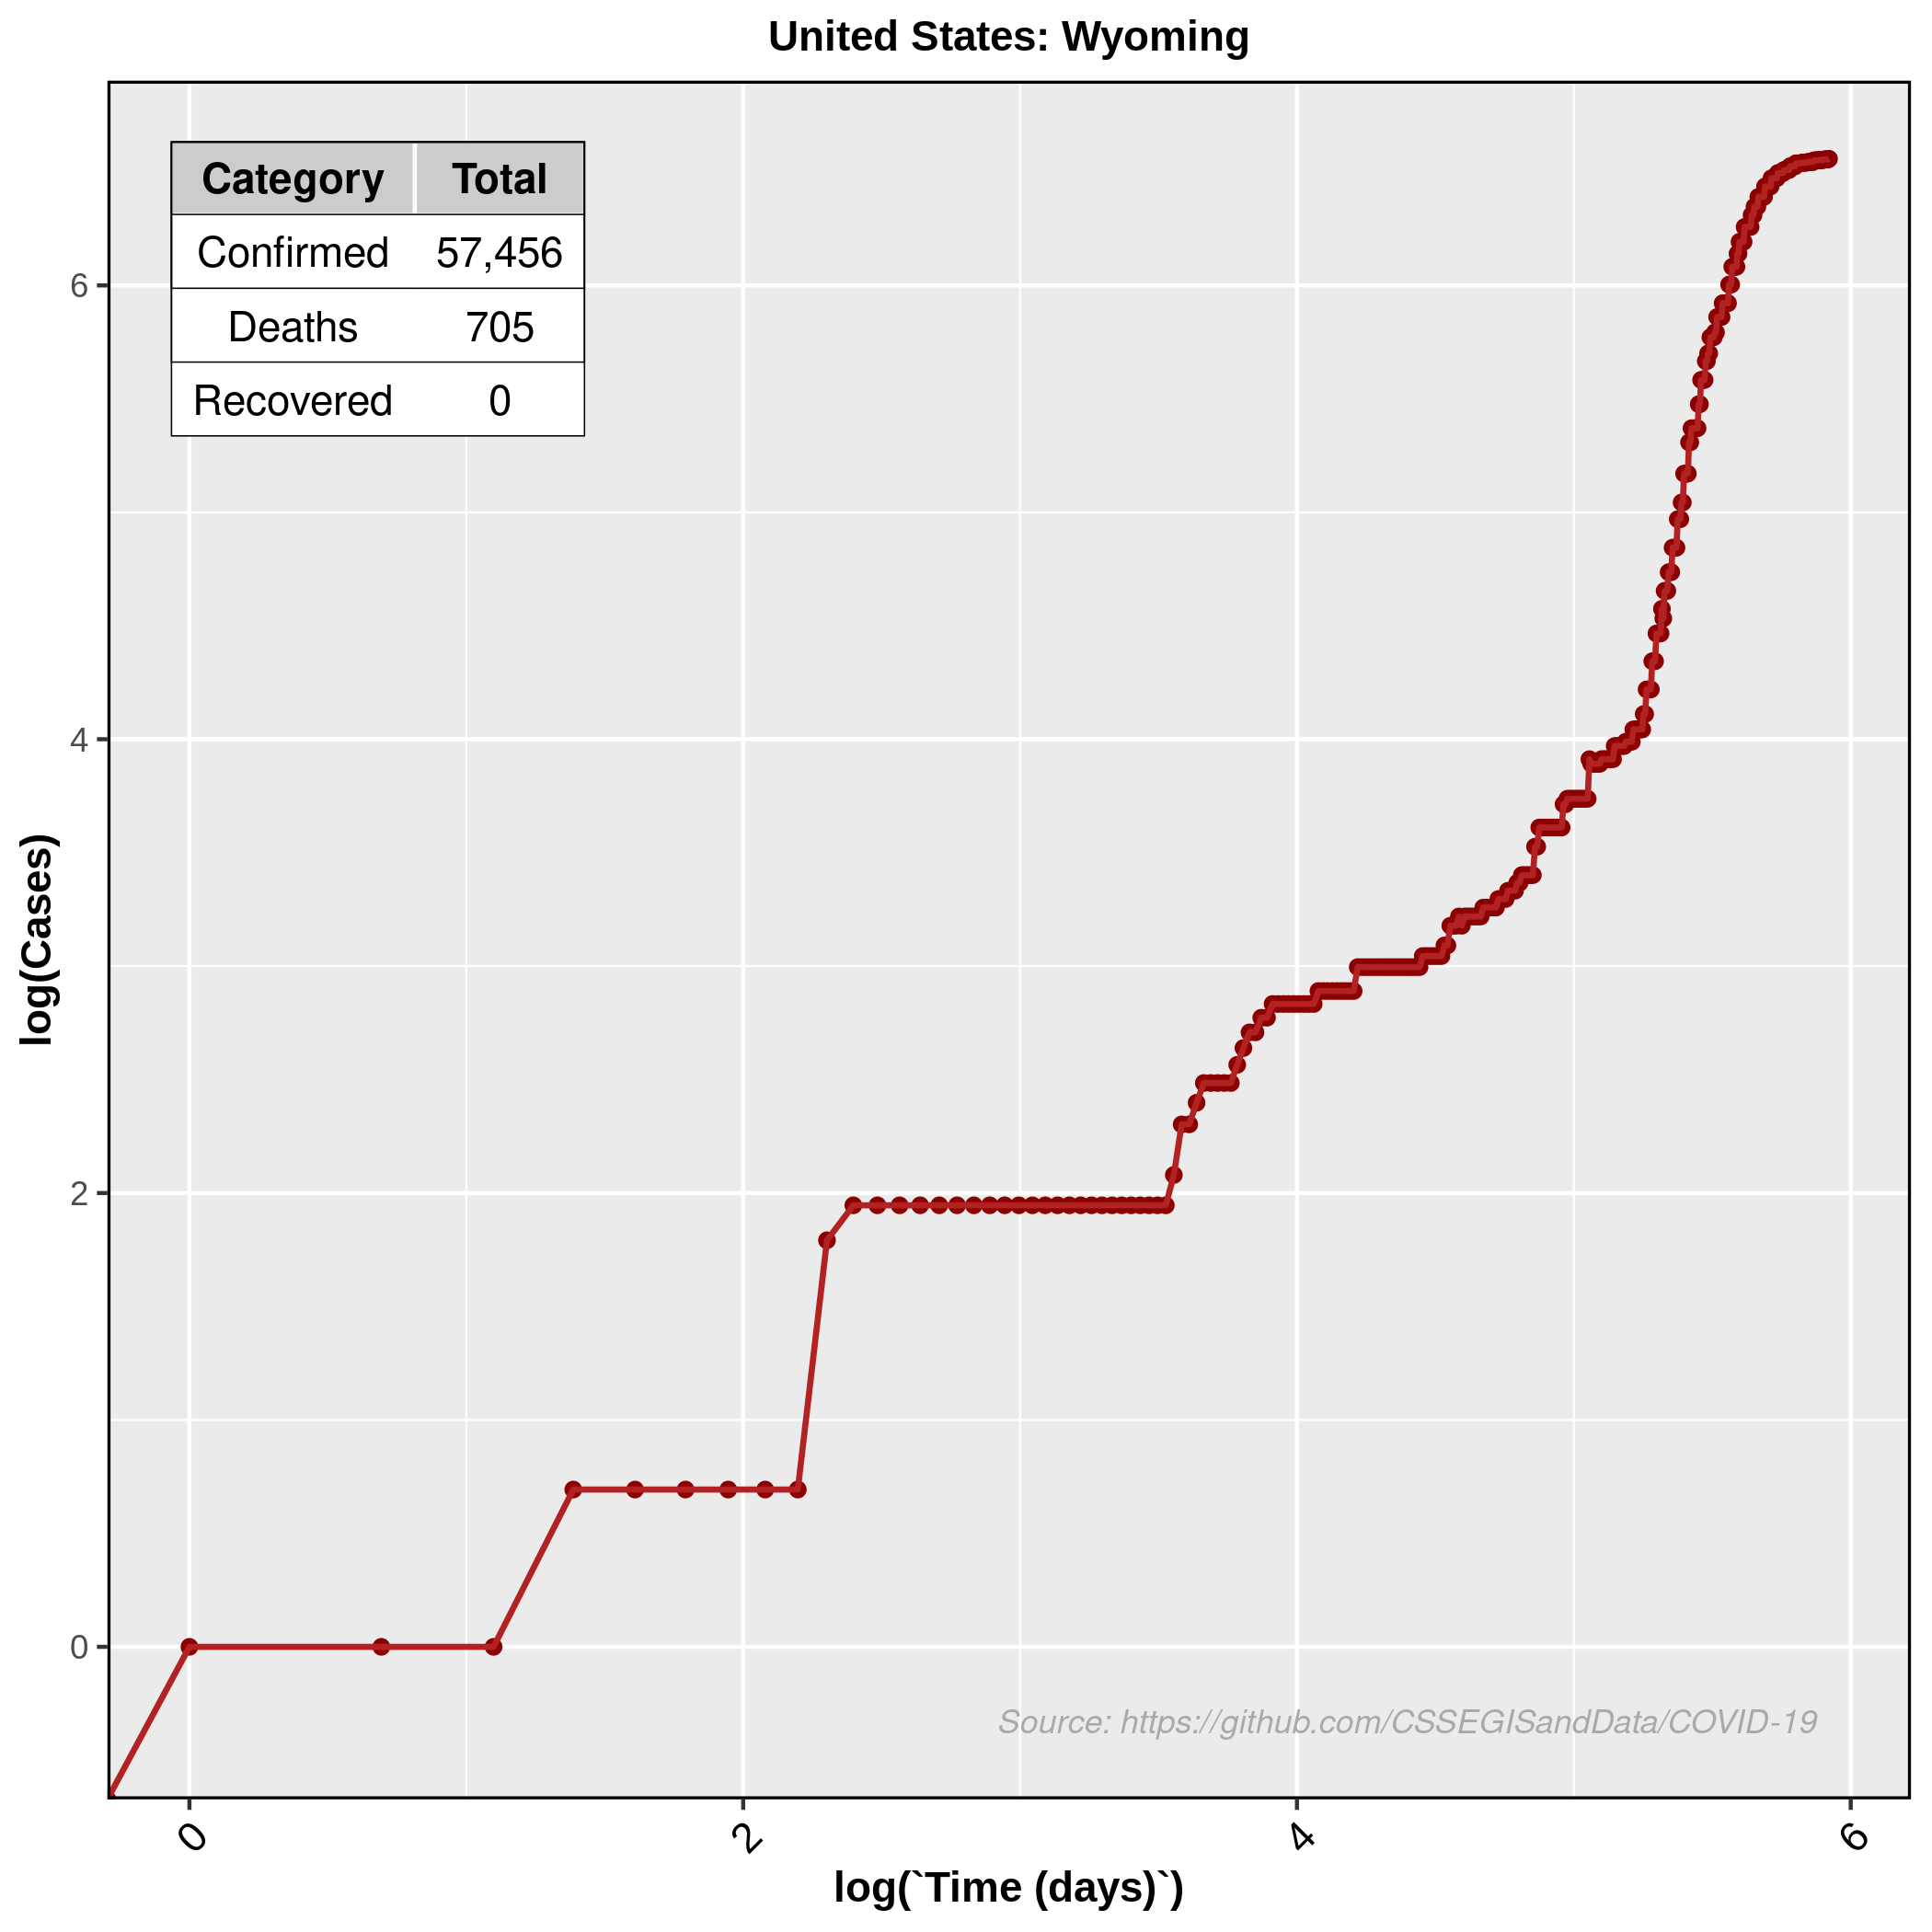 United States: Wyoming
Category Total
Confirmed 57,456
Deaths 705
Recovered 0
6
4
2
0
log(Cases)
Source: https://github.com/CSSEGISandData/COVID-19
0 2 4 6
log(`Time (days)`)